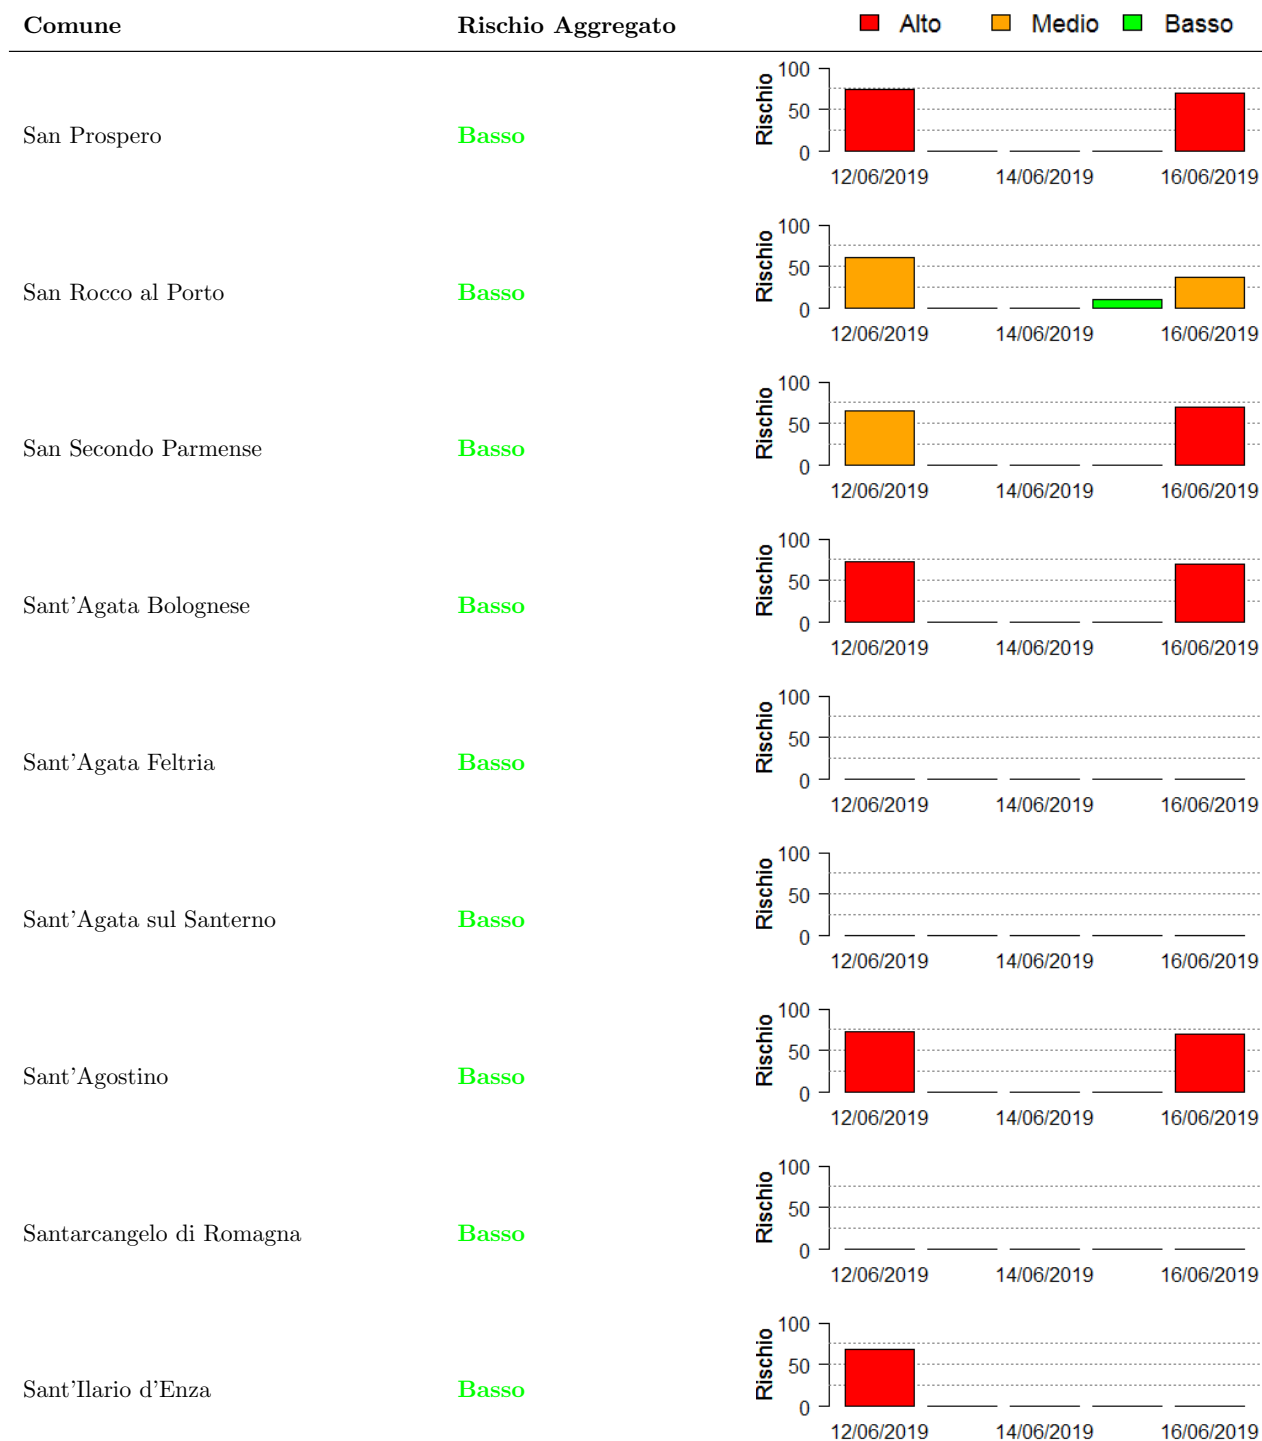 Comune Rischio Aggregato Alto Medio Basso
San Prospero Basso
Rischio
100
50
0
12/06/2019 14/06/2019 16/06/2019
San Rocco al Porto Basso
Rischio
100
50
0
12/06/2019 14/06/2019 16/06/2019
San Secondo Parmense Basso
Rischio
100
50
0
12/06/2019 14/06/2019 16/06/2019
Sant'Agata Bolognese Basso
Rischio
100
50
0
12/06/2019 14/06/2019 16/06/2019
Sant'Agata Feltria Basso
Rischio
100
50
0
12/06/2019 14/06/2019 16/06/2019
Sant'Agata sul Santerno Basso
Rischio
100
50
0
12/06/2019 14/06/2019 16/06/2019
Sant'Agostino Basso
Rischio
100
50
0
12/06/2019 14/06/2019 16/06/2019
Santarcangelo di Romagna Basso
Rischio
100
50
0
12/06/2019 14/06/2019 16/06/2019
Sant'Ilario d'Enza Basso
Rischio
100
50
0
12/06/2019 14/06/2019 16/06/2019